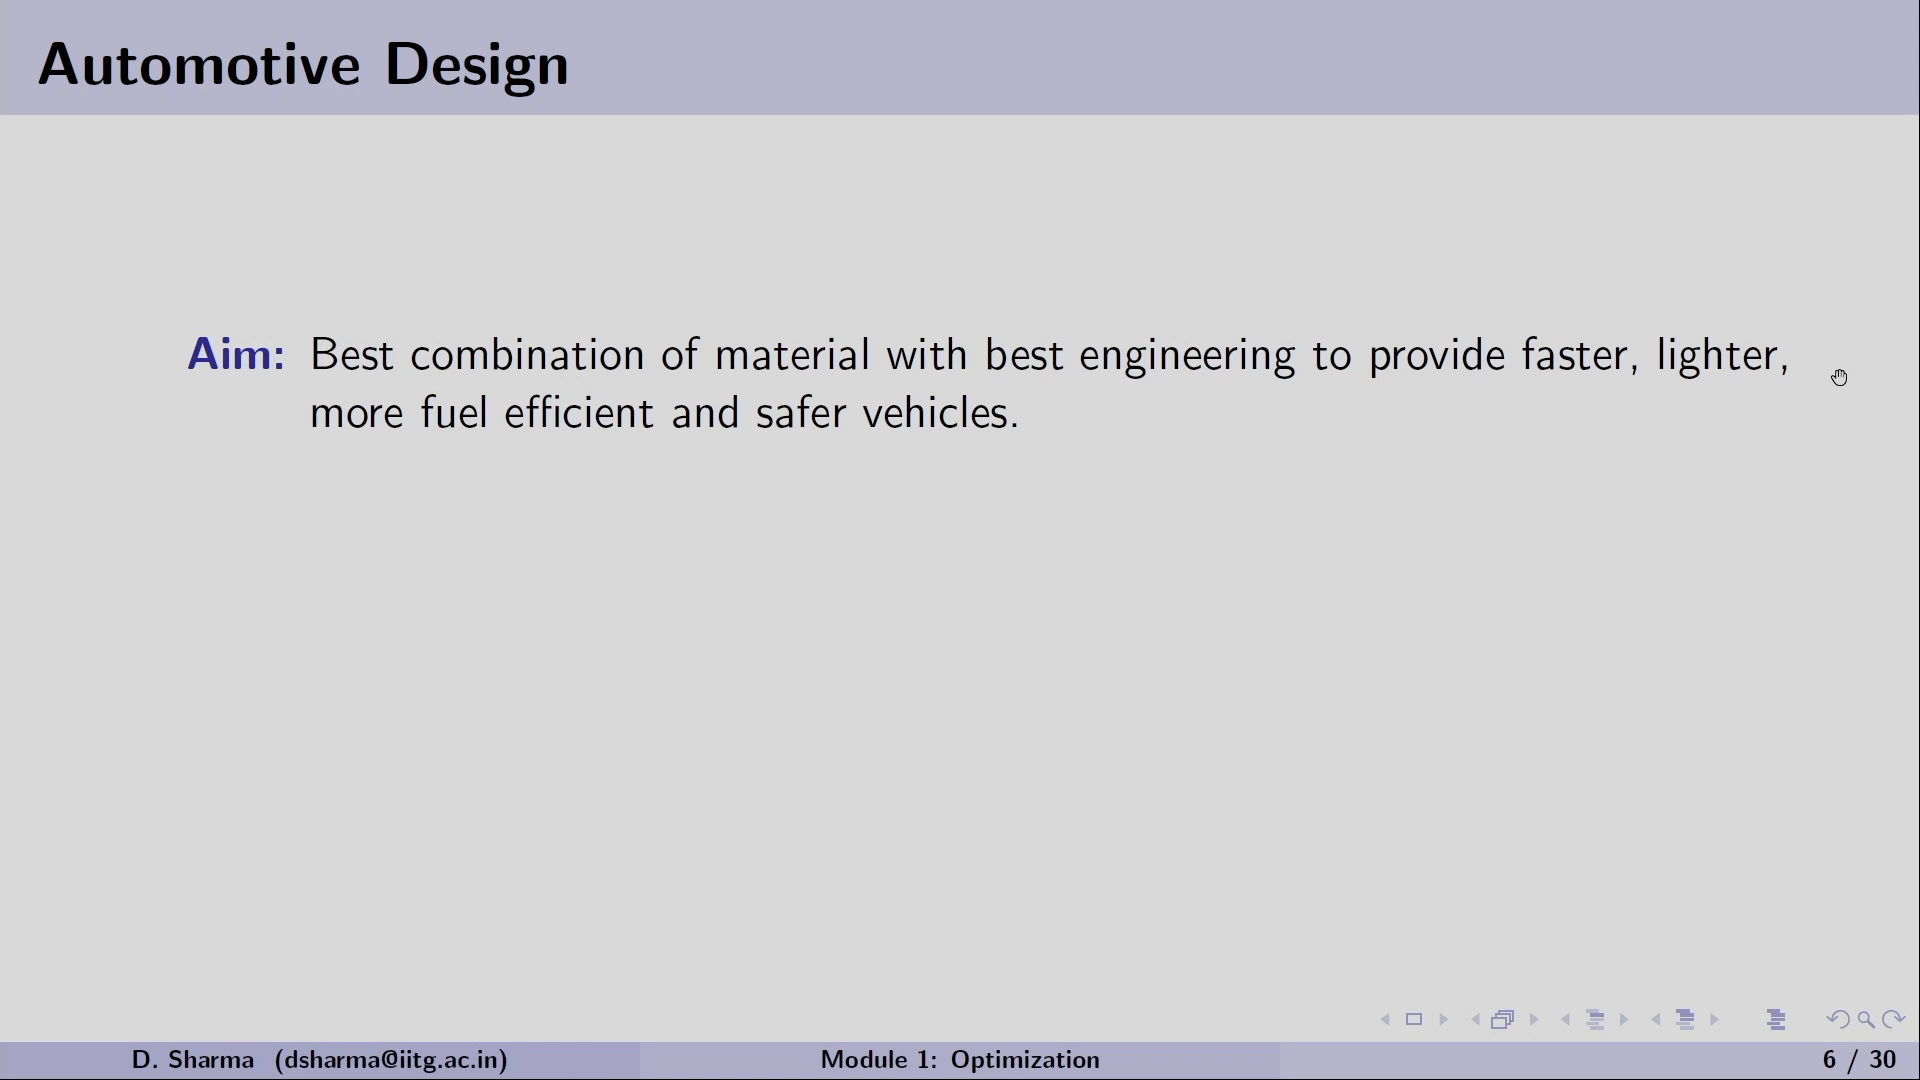 Automotive Design
Aim: Best combination of material with best engineering to provide faster, lighter,
more fuel efficient and safer vehicles.
D. Sharma (dsharma@iitg.ac.in) Module 1: Optimization 6 / 30